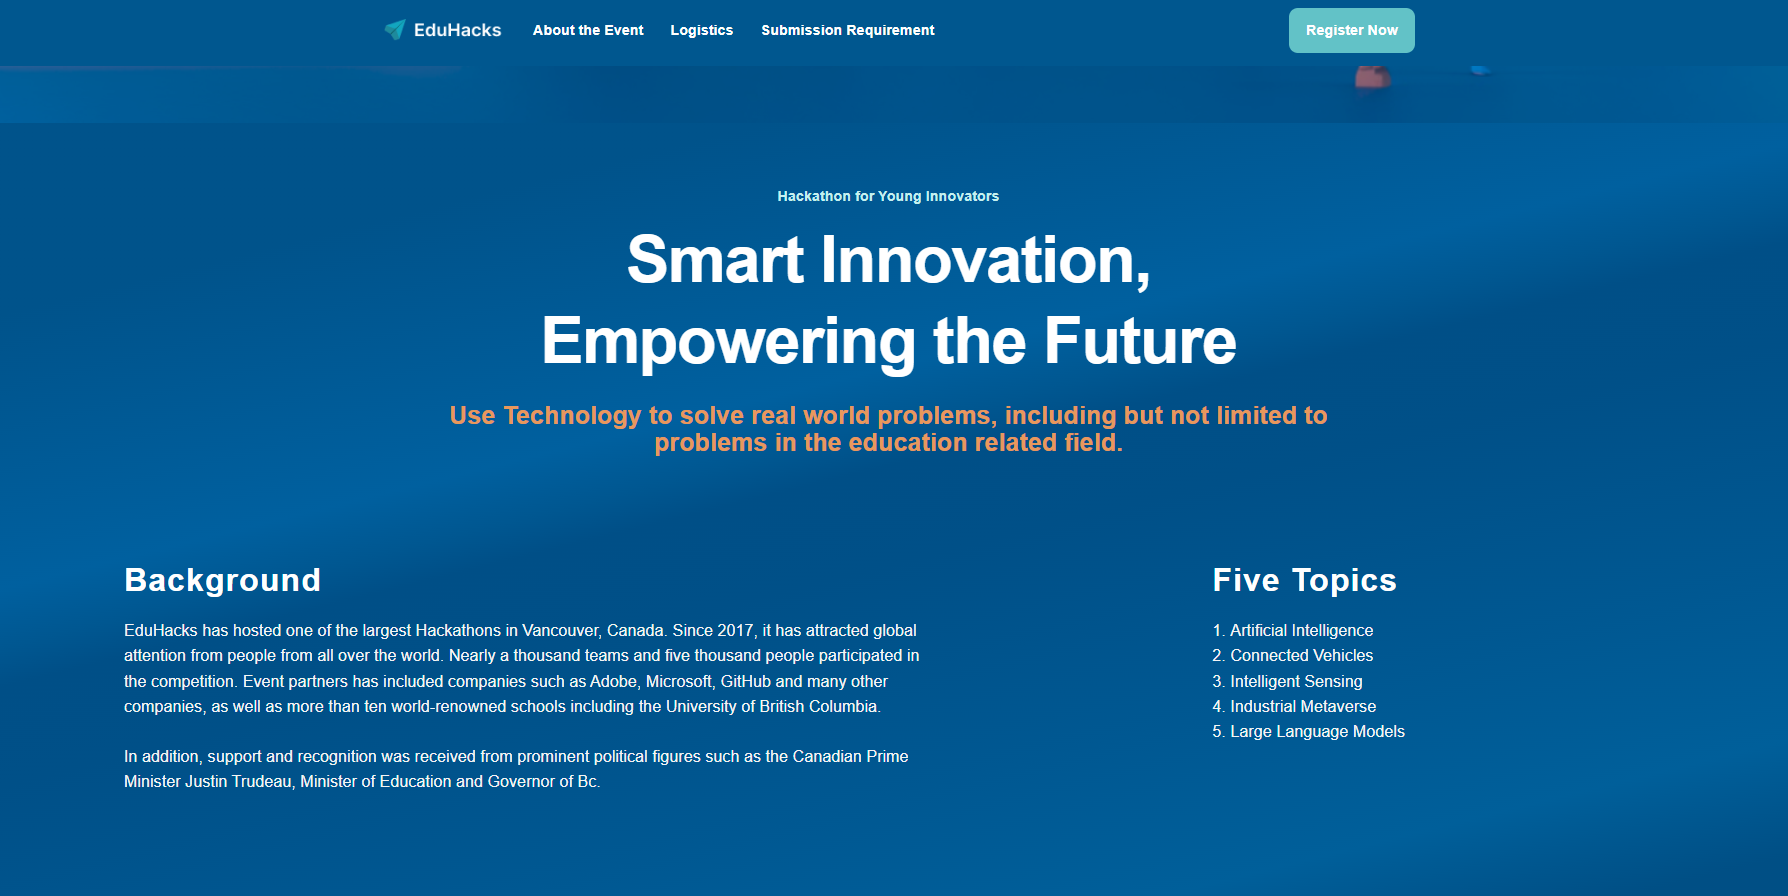 EduHacks
About the Event
Logistics
Submission Requirement
Register Now
Hackathon for Young Innovators
Smart Innovation,
Empowering the Future
Use Technology to solve real world problems, including but not limited to
problems in the education related field.
Background
EduHacks has hosted one of the largest Hackathons in Vancouver, Canada. Since 2017, it has attracted global
attention from people from all over the world. Nearly a thousand teams and five thousand people participated in
the competition. Event partners has included companies such as Adobe, Microsoft, GitHub and many other
companies, as well as more than ten world-renowned schools including the University of British Columbia.
In addition, support and recognition was received from prominent political figures such as the Canadian Prime
Minister Justin Trudeau, Minister of Education and Governor of Bc.
Five Topics
1. Artificial Intelligence
2. Connected Vehicles
3. Intelligent Sensing
4. Industrial Metaverse
5. Large Language Models